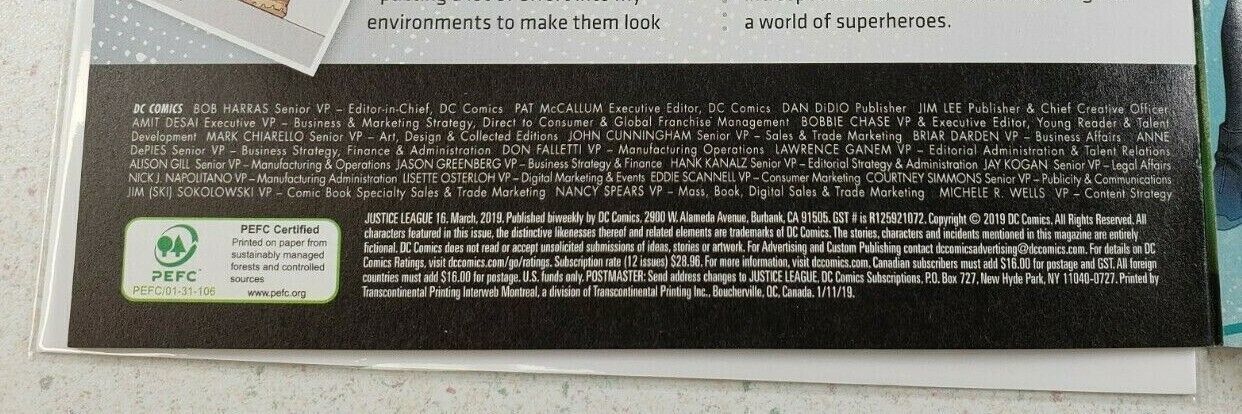 environments to make them look
a world of superheroes.
DC COMICS BOB HARRAS Senior VP – Editor-in-Chief, DC Comics PAT McCALLUM Executive Editor, DC Comics DAN DiDIO Publisher JIM LEE Publisher & Chief Creative Officer
AMIT DESAI Executive VP – Business & Marketing Strategy, Direct to Consumer & Global Franchise Management BOBBIE CHASE VP & Executive Editor, Young Reader & Talent
Development MARK CHIARELLO Senior VP – Art, Design & Collected Editions JOHN CUNNINGHAM Senior VP – Sales & Trade Marketing BRIAR DARDEN VP – Business Affairs ANNE
DePIES Senior VP – Business Strategy, Finance & Administration DON FALLETTI VP – Manufacturing Operations LAWRENCE GANEM VP – Editorial Administration & Talent Relations
ALISON GILL Senior VP – Manufacturing & Operations JASON GREENBERG VP – Business Strategy & Finance HANK KANALZ Senior VP – Editorial Strategy & Administration JAY KOGAN Senior VP – Legal Affairs
NICK J. NAPOLITANO VP – Manufacturing Administration LISETTE OSTERLOH VP – Digital Marketing & Events EDDIE SCANNELL VP – Consumer Marketing COURTNEY SIMMONS Senior VP – Publicity & Communications
JIM (SKI) SOKOLOWSKI VP – Comic Book Specialty Sales & Trade Marketing NANCY SPEARS VP – Mass, Book, Digital Sales & Trade Marketing MICHELE R. WELLS VP – Content Strategy
PEFC Certified
Printed on paper from
sustainably managed
forests and controlled
sources
www.pefc.org
PEFC
PEFC/01-31-106
JUSTICE LEAGUE 16. March, 2019. Published biweekly by DC Comics, 2900 W. Alameda Avenue, Burbank, CA 91505. GST # is R125921072. Copyright © 2019 DC Comics. All Rights Reserved. All
characters featured in this issue, the distinctive likenesses thereof and related elements are trademarks of DC Comics. The stories, characters and incidents mentioned in this magazine are entirely
fictional. DC Comics does not read or accept unsolicited submissions of ideas, stories or artwork. For Advertising and Custom Publishing contact dccomicsadvertising@dccomics.com. For details on DC
Comics Ratings, visit dccomics.com/go/ratings. Subscription rate (12 issues) $28.96. For more information, visit dccomics.com. Canadian subscribers must add $16.00 for postage and GST. All foreign
countries must add $16.00 for postage. U.S. funds only. POSTMASTER: Send address changes to JUSTICE LEAGUE, DC Comics Subscriptions, P.O. Box 727, New Hyde Park, NY 11040-0727. Printed by
Transcontinental Printing Interweb Montreal, a division of Transcontinental Printing Inc., Boucherville, QC, Canada. 1/11/19.